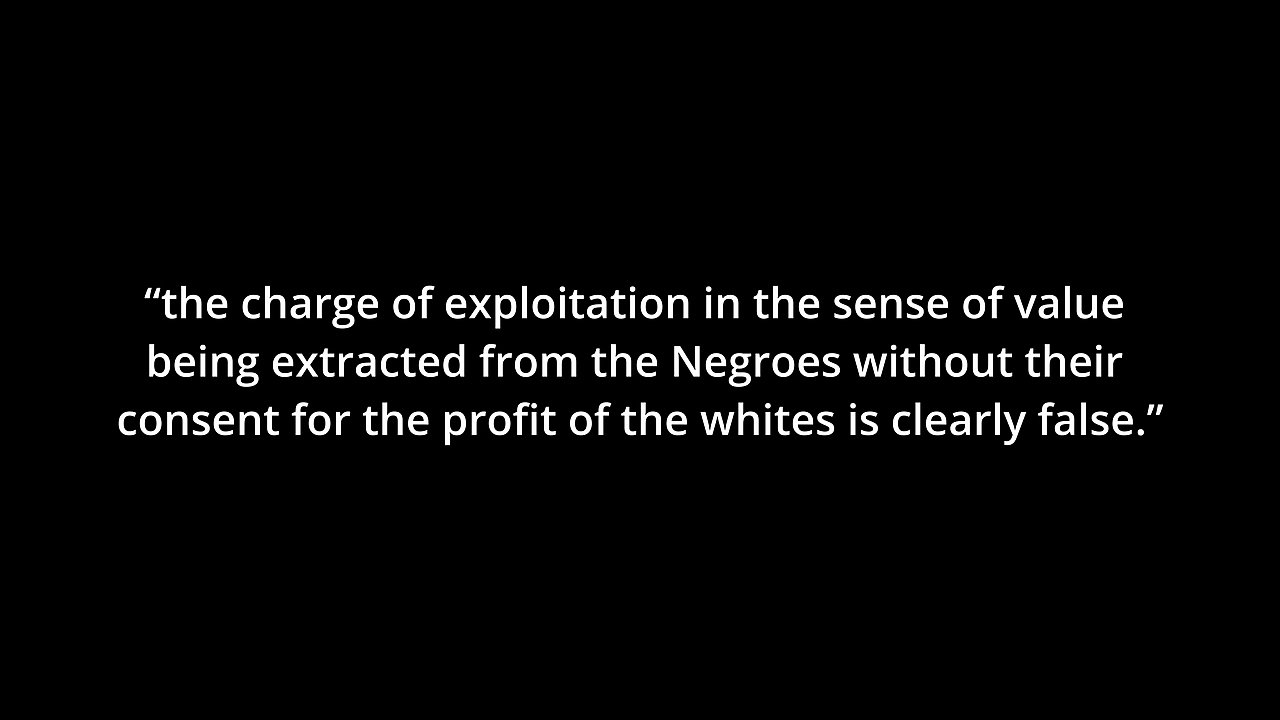 “the charge of exploitation in the sense of value
being extracted from the Negroes without their
consent for the profit of the whites is clearly false.”